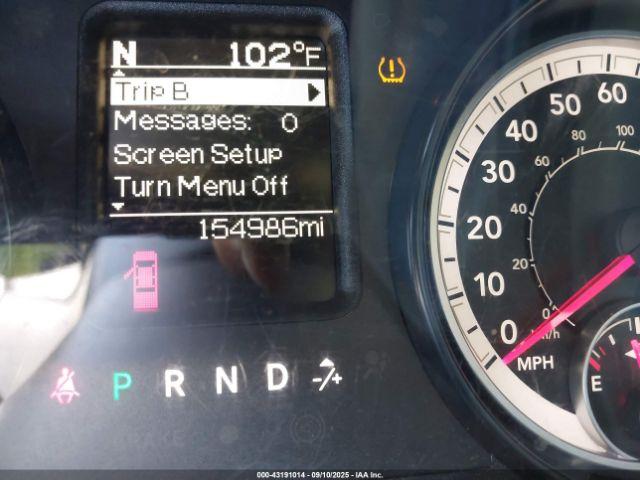 N 102°F
Trip B
Messages: 0
Screen Setup
Turn Menu Off
154986mi
P R N D -/+
0 10 20 30 40 50 60
0 20 40 60 80 100
km/h
MPH
E
000-43191014 - 09/10/2025 - IAA Inc.